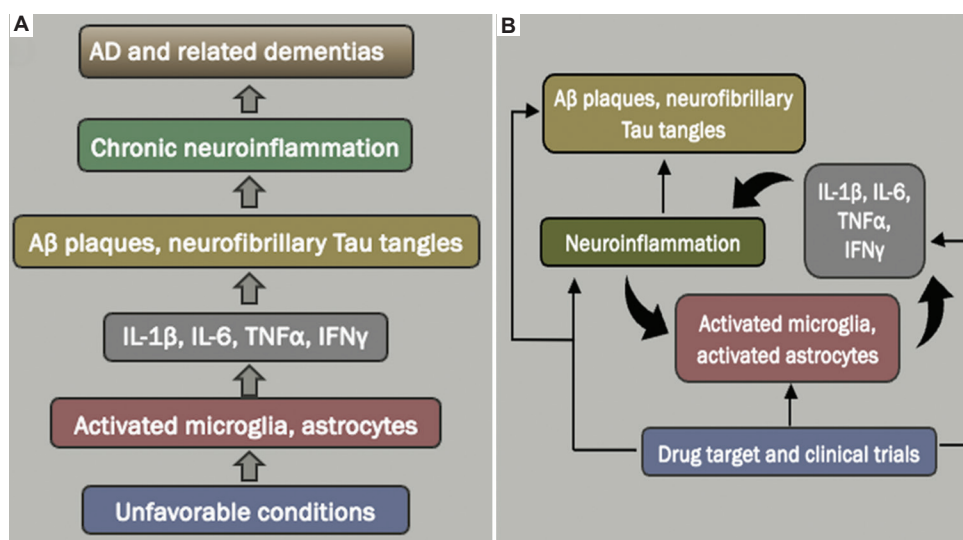 A
AD and related dementias
Chronic neuroinflammation
Aβ plaques, neurofibrillary Tau tangles
IL-1β, IL-6, TNFα, IFNγ
Activated microglia, astrocytes
Unfavorable conditions
B
Aβ plaques, neurofibrillary
Tau tangles
IL-1β, IL-6,
TNFα,
IFNγ
Neuroinflammation
Activated microglia,
activated astrocytes
Drug target and clinical trials